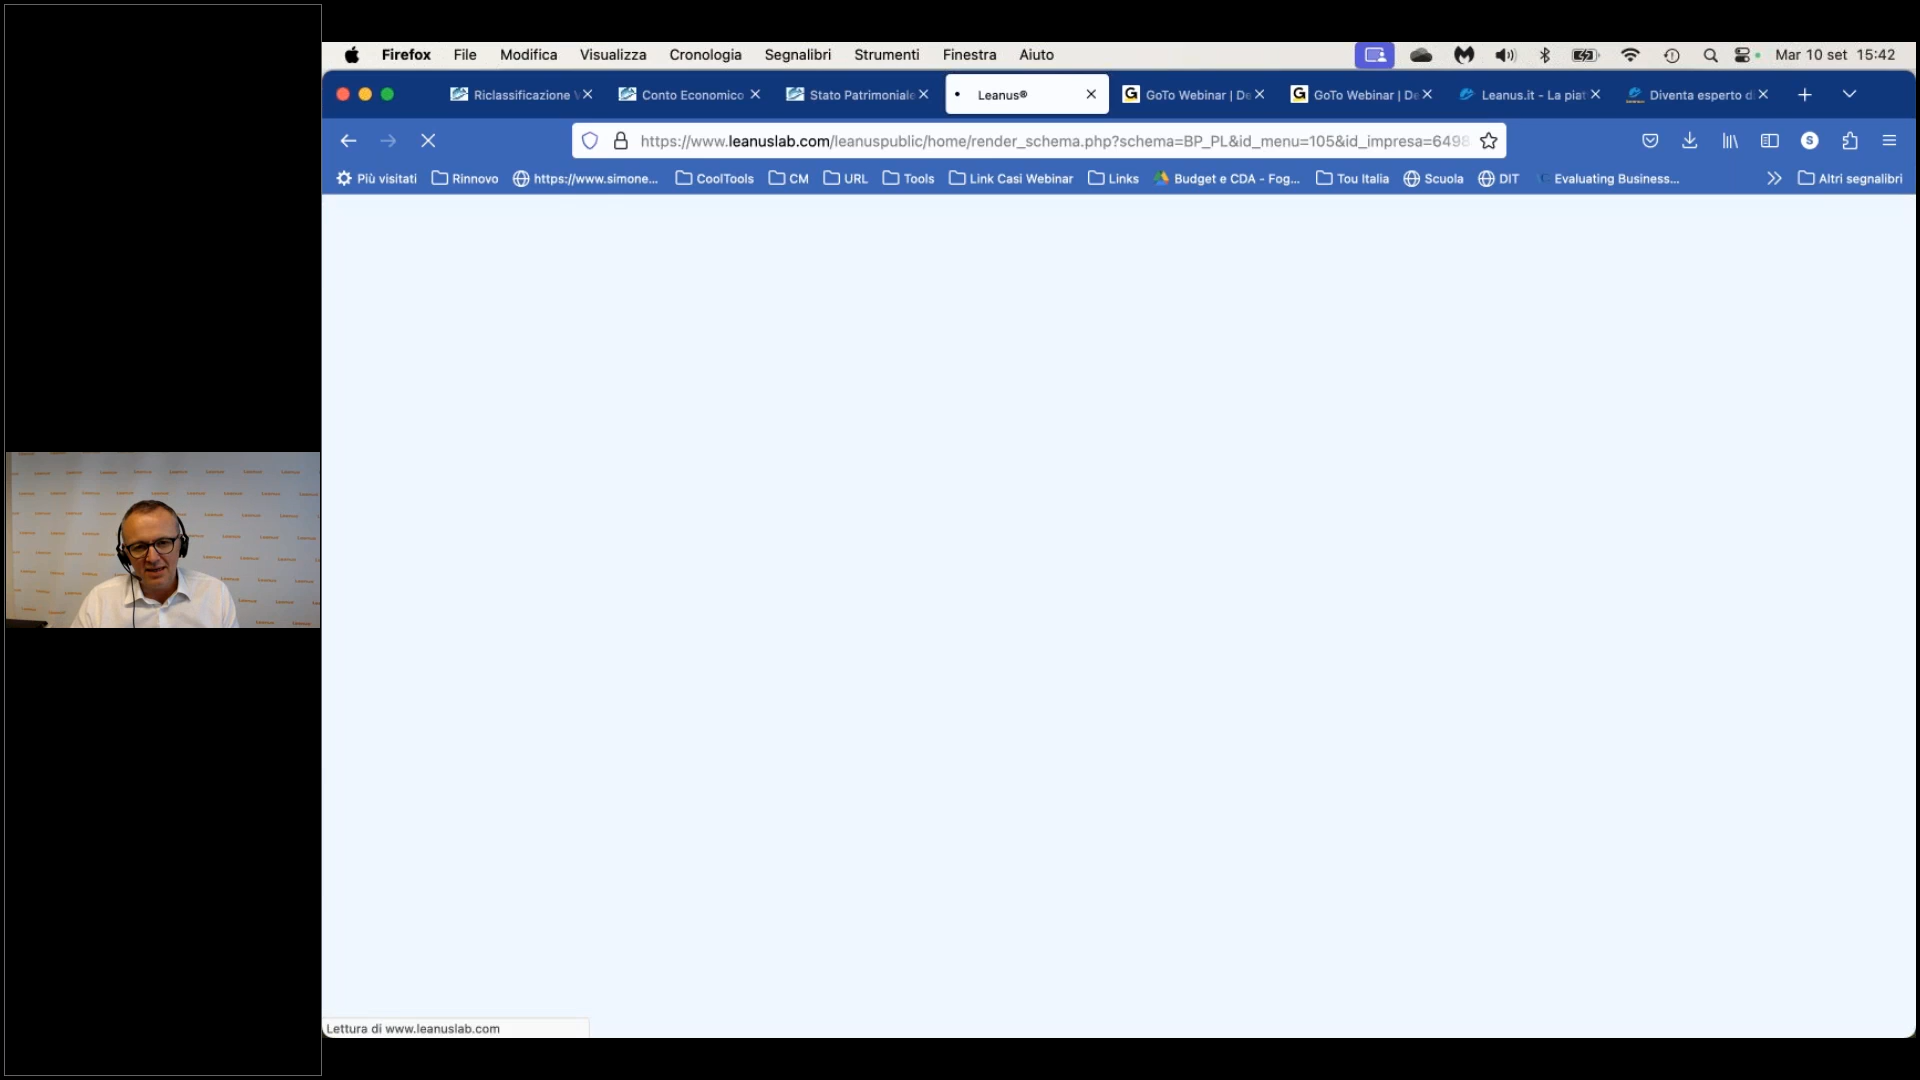 Firefox File Modifica Visualizza Cronologia Segnalibri Strumenti Finestra Aiuto Mar 10 set 15:42
Riclassificazione Conto Economico Stato Patrimoniale Leanus® GoTo Webinar | De GoTo Webinar | De Leanus.it - La piat Diventa esperto d
https://www.leanuslab.com/leanuspublic/home/render_schema.php?schema=BP_PL&id_menu=105&id_impresa=6498
Più visitati Rinnovo https://www.simone... CoolTools CM URL Tools Link Casi Webinar Links Budget e CDA - Fog... Tou Italia Scuola DIT Evaluating Business... Altri segnalibri
Lettura di www.leanuslab.com